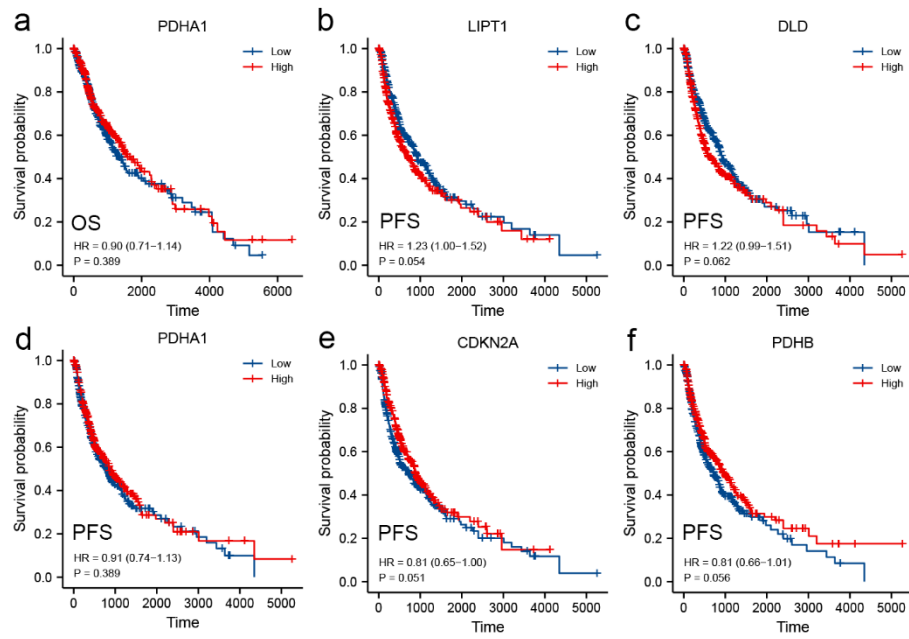 a
PDHA1
Low
High
Survival probability
1.0
0.8
0.6
0.4
0.2
0.0
OS
HR = 0.90 (0.71−1.14)
P = 0.389
0 2000 4000 6000
Time
b
LIPT1
Low
High
Survival probability
1.0
0.8
0.6
0.4
0.2
0.0
PFS
HR = 1.23 (1.00−1.52)
P = 0.054
0 1000 2000 3000 4000 5000
Time
c
DLD
Low
High
Survival probability
1.0
0.8
0.6
0.4
0.2
0.0
PFS
HR = 1.22 (0.99−1.51)
P = 0.062
0 1000 2000 3000 4000 5000
Time
d
PDHA1
Low
High
Survival probability
1.0
0.8
0.6
0.4
0.2
0.0
PFS
HR = 0.91 (0.74−1.13)
P = 0.389
0 1000 2000 3000 4000 5000
Time
e
CDKN2A
Low
High
Survival probability
1.0
0.8
0.6
0.4
0.2
0.0
PFS
HR = 0.81 (0.65−1.00)
P = 0.051
0 1000 2000 3000 4000 5000
Time
f
PDHB
Low
High
Survival probability
1.0
0.8
0.6
0.4
0.2
0.0
PFS
HR = 0.81 (0.66−1.01)
P = 0.056
0 1000 2000 3000 4000 5000
Time